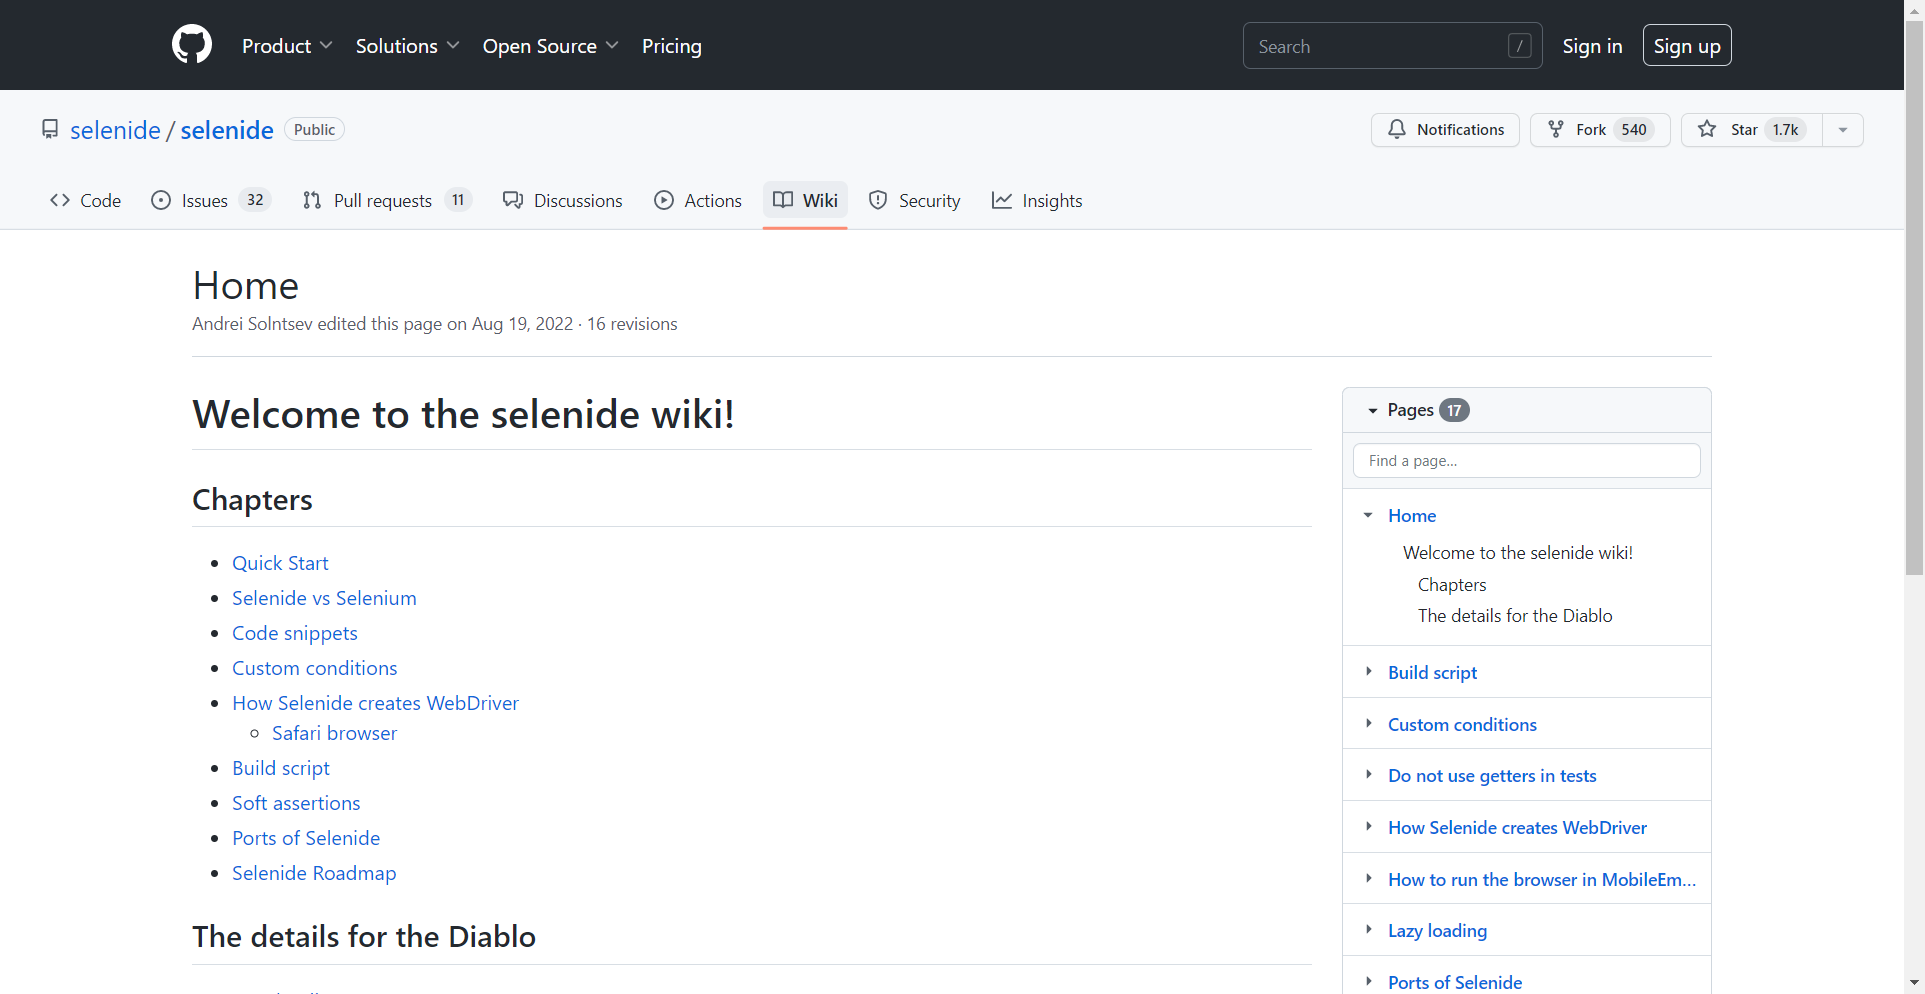 Product Solutions Open Source Pricing Search / Sign in Sign up
selenide / selenide Public Notifications Fork 540 Star 1.7k
Code Issues 32 Pull requests 11 Discussions Actions Wiki Security Insights
Home
Andrei Solntsev edited this page on Aug 19, 2022 · 16 revisions
Welcome to the selenide wiki!
Chapters
Quick Start
Selenide vs Selenium
Code snippets
Custom conditions
How Selenide creates WebDriver
Safari browser
Build script
Soft assertions
Ports of Selenide
Selenide Roadmap
The details for the Diablo
Pages 17
Find a page...
Home
Welcome to the selenide wiki!
Chapters
The details for the Diablo
Build script
Custom conditions
Do not use getters in tests
How Selenide creates WebDriver
How to run the browser in MobileEm...
Lazy loading
Ports of Selenide